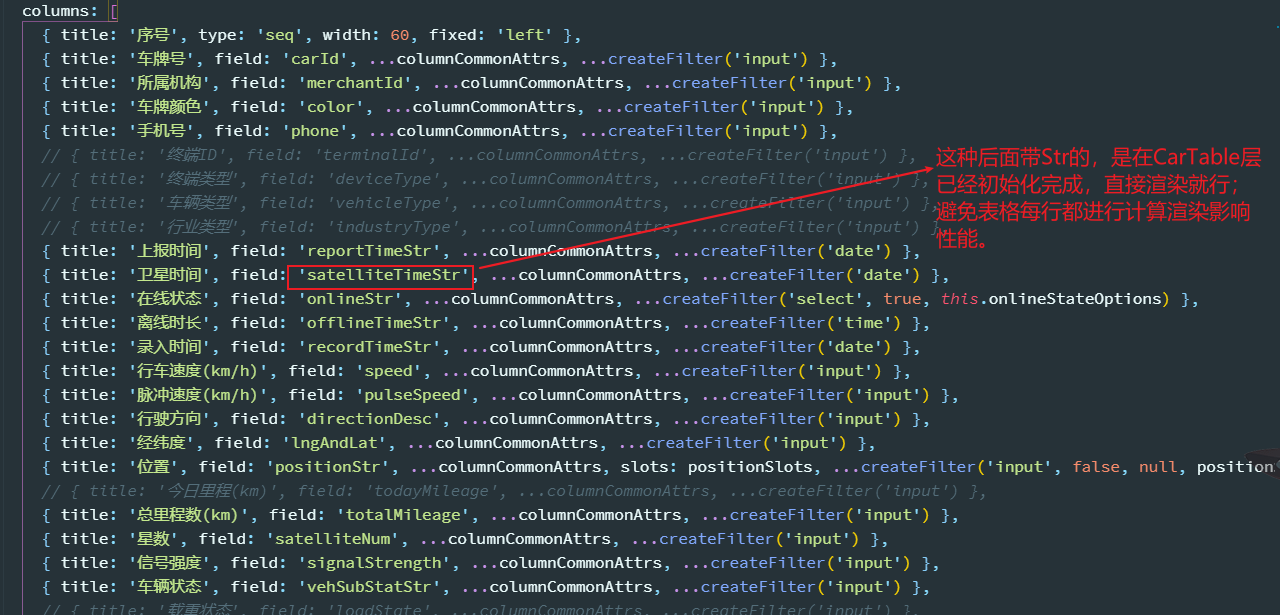 columns: [
{ title: '序号', type: 'seq', width: 60, fixed: 'left' },
{ title: '车牌号', field: 'carId', ...columnCommonAttrs, ...createFilter('input') },
{ title: '所属机构', field: 'merchantId', ...columnCommonAttrs, ...createFilter('input') },
{ title: '车牌颜色', field: 'color', ...columnCommonAttrs, ...createFilter('input') },
{ title: '手机号', field: 'phone', ...columnCommonAttrs, ...createFilter('input') },
// { title: '终端ID', field: 'terminalId', ...columnCommonAttrs, ...createFilter('input') },
// { title: '终端类型', field: 'deviceType', ...columnCommonAttrs, ...createFilter('input') },
// { title: '车辆类型', field: 'vehicleType', ...columnCommonAttrs, ...createFilter('input') },
// { title: '行业类型', field: 'industryType', ...columnCommonAttrs, ...createFilter('input') },
{ title: '上报时间', field: 'reportTimeStr', ...columnCommonAttrs, ...createFilter('date') },
{ title: '卫星时间', field: 'satelliteTimeStr', ...columnCommonAttrs, ...createFilter('date') },
{ title: '在线状态', field: 'onlineStr', ...columnCommonAttrs, ...createFilter('select', true, this.onlineStateOptions) },
{ title: '离线时长', field: 'offlineTimeStr', ...columnCommonAttrs, ...createFilter('time') },
{ title: '录入时间', field: 'recordTimeStr', ...columnCommonAttrs, ...createFilter('date') },
{ title: '行车速度(km/h)', field: 'speed', ...columnCommonAttrs, ...createFilter('input') },
{ title: '脉冲速度(km/h)', field: 'pulseSpeed', ...columnCommonAttrs, ...createFilter('input') },
{ title: '行驶方向', field: 'directionDesc', ...columnCommonAttrs, ...createFilter('input') },
{ title: '经纬度', field: 'lngAndLat', ...columnCommonAttrs, ...createFilter('input') },
{ title: '位置', field: 'positionStr', ...columnCommonAttrs, slots: positionSlots, ...createFilter('input', false, null, position
// { title: '今日里程(km)', field: 'todayMileage', ...columnCommonAttrs, ...createFilter('input') },
{ title: '总里程数(km)', field: 'totalMileage', ...columnCommonAttrs, ...createFilter('input') },
{ title: '星数', field: 'satelliteNum', ...columnCommonAttrs, ...createFilter('input') },
{ title: '信号强度', field: 'signalStrength', ...columnCommonAttrs, ...createFilter('input') },
{ title: '车辆状态', field: 'vehSubStatStr', ...columnCommonAttrs, ...createFilter('input') },
// { title: '载重状态', field: 'loadState', ...columnCommonAttrs, ...createFilter('input') },
这种后面带Str的，是在CarTable层
已经初始化完成，直接渲染就行；
避免表格每行都进行计算渲染影响
性能。